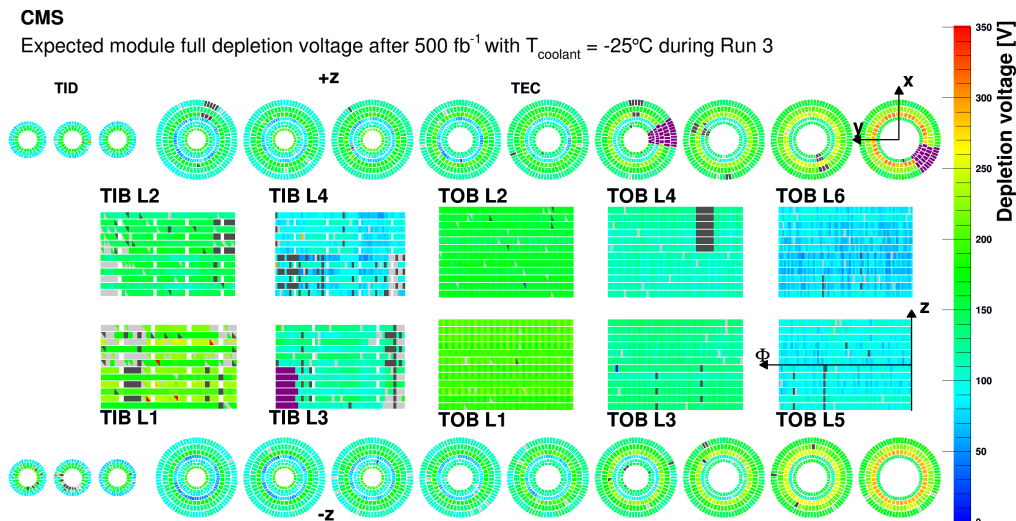 CMS
Expected module full depletion voltage after 500 fb-1 with Tcoolant = -25°C during Run 3
+z
TID
TEC
x
y
TIB L2
TIB L4
TOB L2
TOB L4
TOB L6
z
Φ
TIB L1
TIB L3
TOB L1
TOB L3
TOB L5
-z
350
300
250
200
150
100
50
0
Depletion voltage [V]